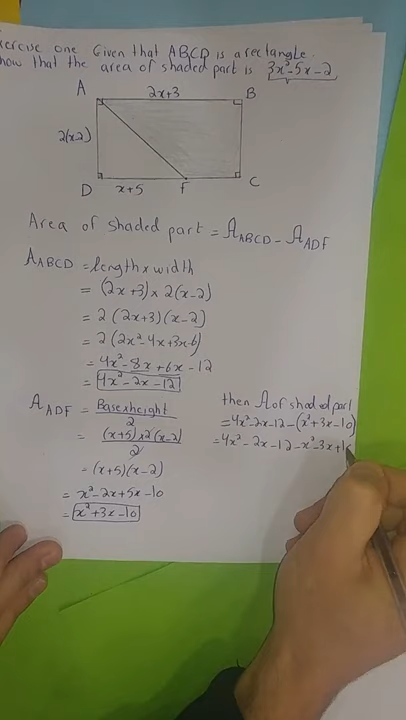 Exercise one Given that ABCD is a rectangle.
how that the area of shaded part is 3x²-5x-2
A 2x+3 B
2(x-2)
D x+5 F C
Area of shaded part = A_ABCD - A_ADF
A_ABCD = length x width
= (2x+3) x 2(x-2)
= 2(2x+3)(x-2)
= 2(2x²-4x+3x-6)
= 4x²-8x+6x-12
= 4x²-2x-12
A_ADF = Base x height / 2
= (x+5)x2(x-2) / 2
= (x+5)(x-2)
= x²-2x+5x-10
= x²+3x-10
then A of shaded part
= 4x²-2x-12-(x²+3x-10)
= 4x²-2x-12-x²-3x+1